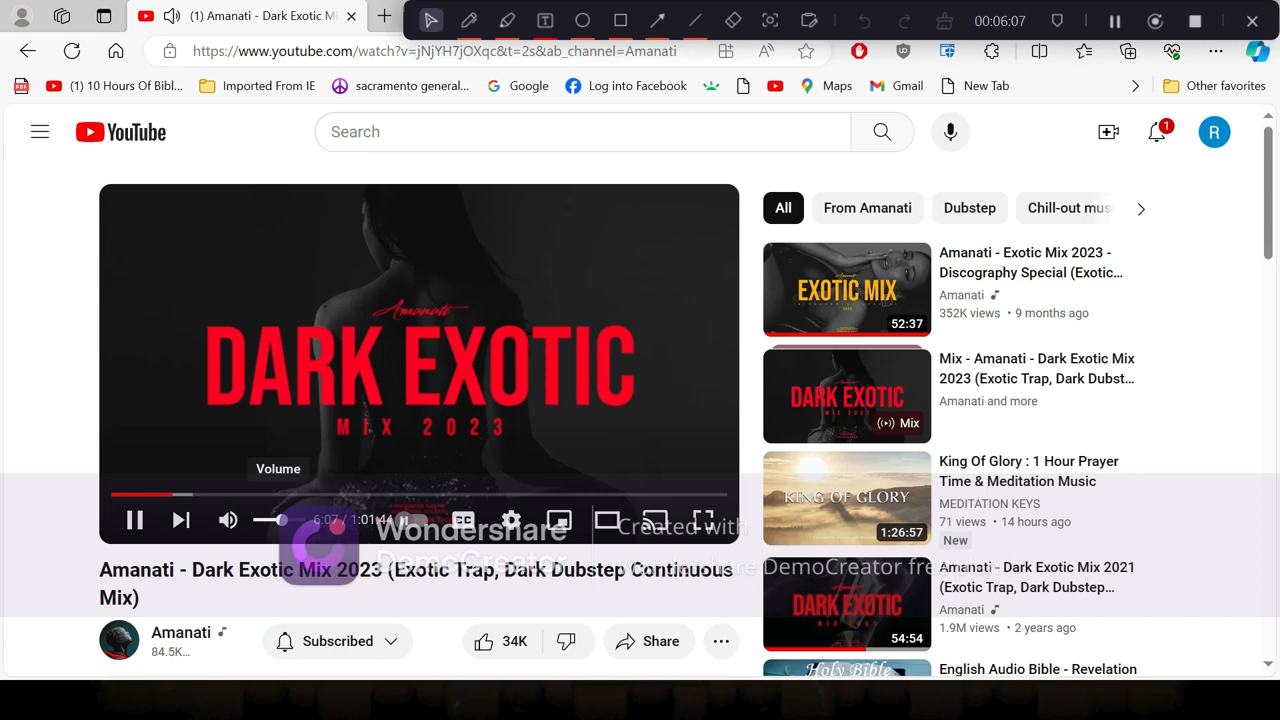 (1) Amanati - Dark Exotic Mi
00:06:07
https://www.youtube.com/watch?v=jNjYH7jOXqc&t=2s&ab_channel=Amanati
(1) 10 Hours Of Bibl...
Imported From IE
sacramento general...
Google
Log into Facebook
Maps
Gmail
New Tab
Other favorites
YouTube
Search
1
R
Amanati
DARK EXOTIC
MIX 2023
Volume
6:07 / 1:01:44
CC
Wondershare
DemoCreator
Created with
DemoCreator
Amanati - Dark Exotic Mix 2023 (Exotic Trap, Dark Dubstep Continuous
Mix)
Amanati
84.5K...
Subscribed
34K
Share
All
From Amanati
Dubstep
Chill-out mus
EXOTIC MIX
52:37
Amanati - Exotic Mix 2023 -
Discography Special (Exotic...
Amanati
352K views • 9 months ago
DARK EXOTIC
MIX 2023
Mix
Mix - Amanati - Dark Exotic Mix
2023 (Exotic Trap, Dark Dubst...
Amanati and more
KING OF GLORY
1:26:57
King Of Glory : 1 Hour Prayer
Time & Meditation Music
MEDITATION KEYS
71 views • 14 hours ago
New
DARK EXOTIC
54:54
Amanati - Dark Exotic Mix 2021
(Exotic Trap, Dark Dubstep...
Amanati
1.9M views • 2 years ago
Holy Bible
English Audio Bible - Revelation